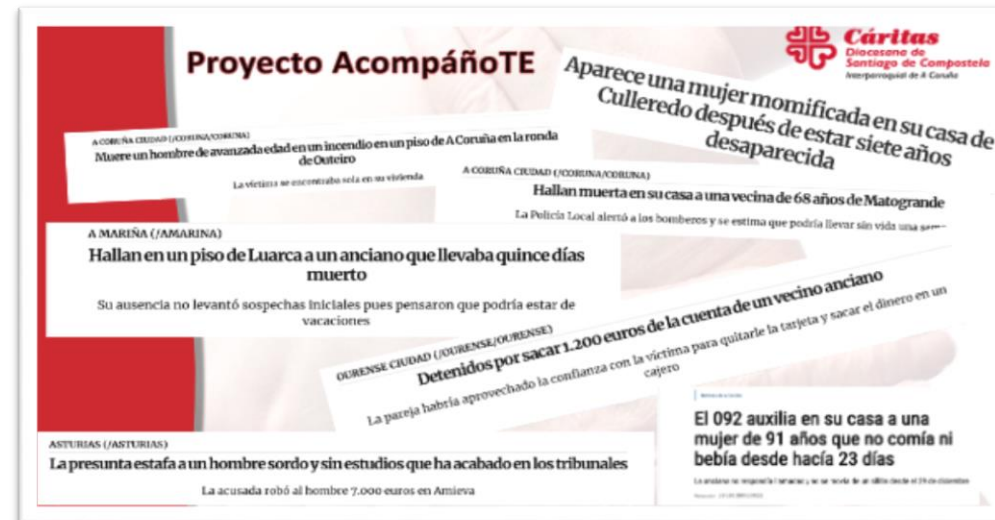 Proyecto AcompáñoTE
Cáritas
Diocesana de
Santiago de Compostela
Interparroquial de A Coruña
Aparece una mujer momificada en su casa de
Culleredo después de estar siete años
desaparecida
A CORUÑA CIUDAD (/CORUNA/CORUNA)
Muere un hombre de avanzada edad en un incendio en un piso de A Coruña en la ronda
de Outeiro
La víctima se encontraba sola en su vivienda
A CORUÑA CIUDAD (/CORUNA/CORUNA)
Hallan muerta en su casa a una vecina de 68 años de Matogrande
La Policía Local alertó a los bomberos y se estima que podría llevar sin vida una
A MARIÑA (/AMARINA)
Hallan en un piso de Luarca a un anciano que llevaba quince días
muerto
Su ausencia no levantó sospechas iniciales pues pensaron que podría estar de
vacaciones
OURENSE CIUDAD (/OURENSE/OURENSE)
Detenidos por sacar 1.200 euros de la cuenta de un vecino anciano
La pareja habría aprovechado la confianza con la víctima para quitarle la tarjeta y sacar el dinero en un
cajero
El 092 auxilia en su casa a una
mujer de 91 años que no comía ni
bebía desde hacía 23 días
ASTURIAS (/ASTURIAS)
La presunta estafa a un hombre sordo y sin estudios que ha acabado en los tribunales
La acusada robó al hombre 7.000 euros en Amieva